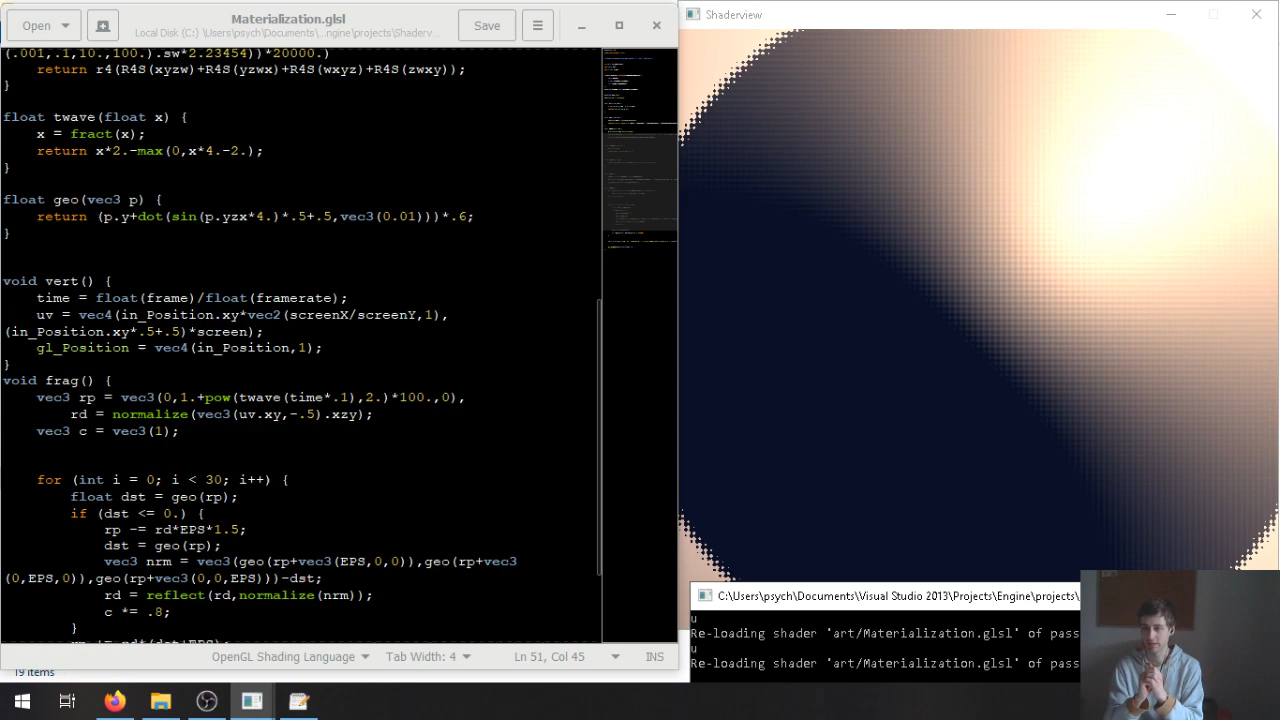 Open
Materialization.glsl
Local Disk (C:) \Users\psych\Documents\...ngine\projects\Shaderv...
Save
(.001,.1,10.,100.).sw*2.23454))*20000.)
return r4(R4S(xyzw)+R4S(yzwx)+R4S(wxyz)+R4S(zwxy));
}
float twave(float x) {
x = fract(x);
return x*2.-max(0,x*4.-2.);
}
float geo(vec3 p) {
return (p.y+dot(sin(p.yzx*4.)*.5+.5,vec3(0.01)))*.6;
}
void vert() {
time = float(frame)/float(framerate);
uv = vec4(in_Position.xy*vec2(screenX/screenY,1),
(in_Position.xy*.5+.5)*screen);
gl_Position = vec4(in_Position,1);
}
void frag() {
vec3 rp = vec3(0,1.+pow(twave(time*.1),2.)*100.,0),
rd = normalize(vec3(uv.xy,-.5).xzy);
vec3 c = vec3(1);
for (int i = 0; i < 30; i++) {
float dst = geo(rp);
if (dst <= 0.) {
rp -= rd*EPS*1.5;
dst = geo(rp);
vec3 nrm = vec3(geo(rp+vec3(EPS,0,0)),geo(rp+vec3
(0,EPS,0)),geo(rp+vec3(0,0,EPS)))-dst;
rd = reflect(rd,normalize(nrm));
c *= .8;
}
OpenGL Shading Language
Tab Width: 4
Ln 51, Col 45
INS
19 items
Shaderview
C:\Users\psych\Documents\Visual Studio 2013\Projects\Engine\projects\
u
Re-loading shader 'art/Materialization.glsl' of pass
u
Re-loading shader 'art/Materialization.glsl' of pass